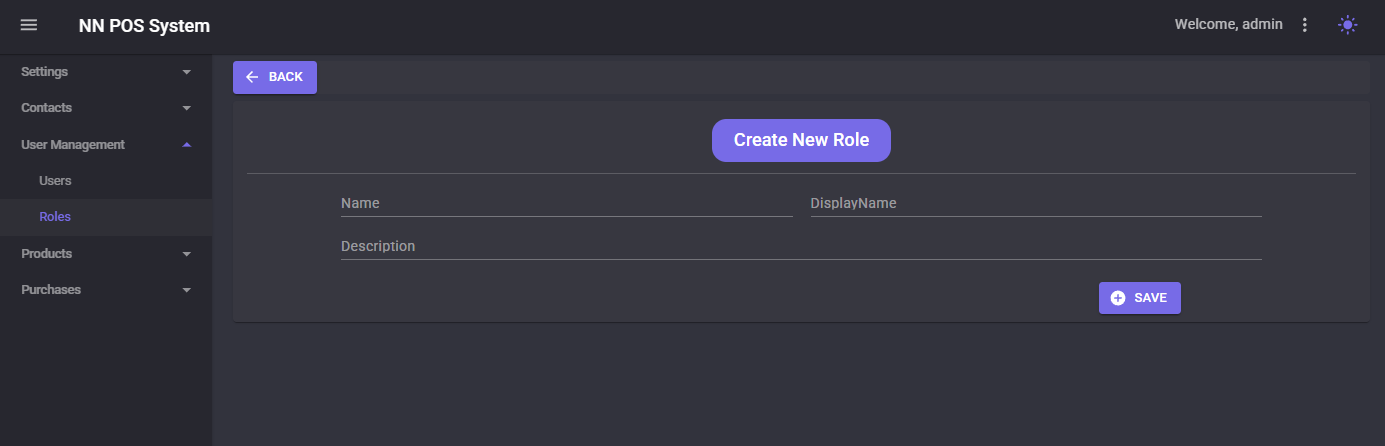 NN POS System
Welcome, admin
Settings
Contacts
User Management
Users
Roles
Products
Purchases
BACK
Create New Role
Name
DisplayName
Description
SAVE